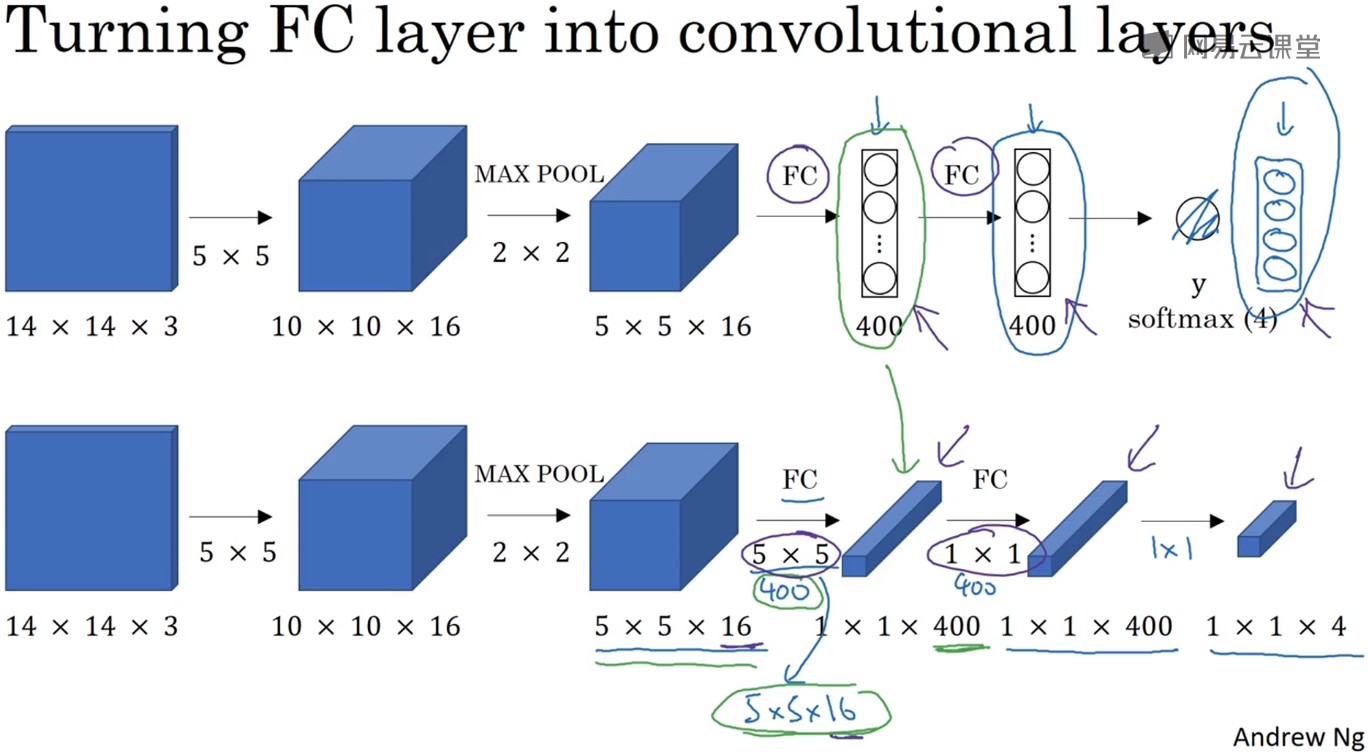 Turning FC layer into convolutional layers
网易云课堂
MAX POOL
FC
FC
5 × 5
2 × 2
y
14 × 14 × 3
10 × 10 × 16
5 × 5 × 16
400
400
softmax (4)
MAX POOL
FC
FC
5 × 5
2 × 2
5 × 5
1 × 1
1×1
400
400
14 × 14 × 3
10 × 10 × 16
5 × 5 × 16
1 × 1 × 400
1 × 1 × 400
1 × 1 × 4
5×5×16
Andrew Ng